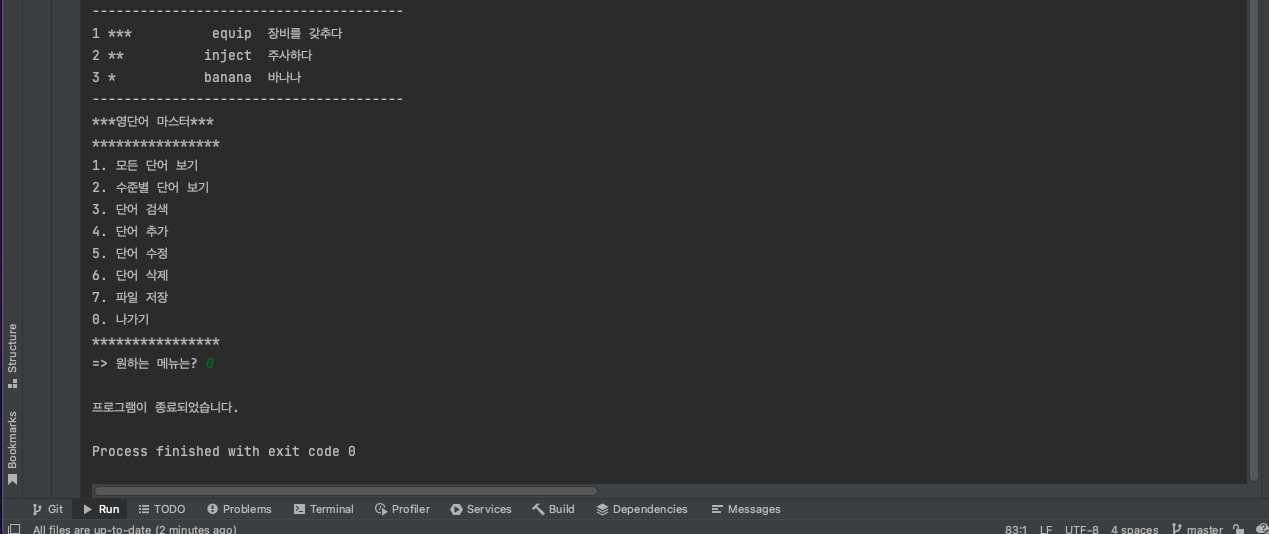 ---------------------------------------
1 ***          equip  장비를 갖추다
2 **          inject  주사하다
3 *           banana  바나나
---------------------------------------
***영단어 마스터***
****************
1. 모든 단어 보기
2. 수준별 단어 보기
3. 단어 검색
4. 단어 추가
5. 단어 수정
6. 단어 삭제
7. 파일 저장
0. 나가기
****************
=> 원하는 메뉴는? 0
프로그램이 종료되었습니다.
Process finished with exit code 0
Structure
Bookmarks
Git Run TODO Problems Terminal Profiler Services Build Dependencies Messages
All files are up-to-date (2 minutes ago) 83:1 LF UTF-8 4 spaces master